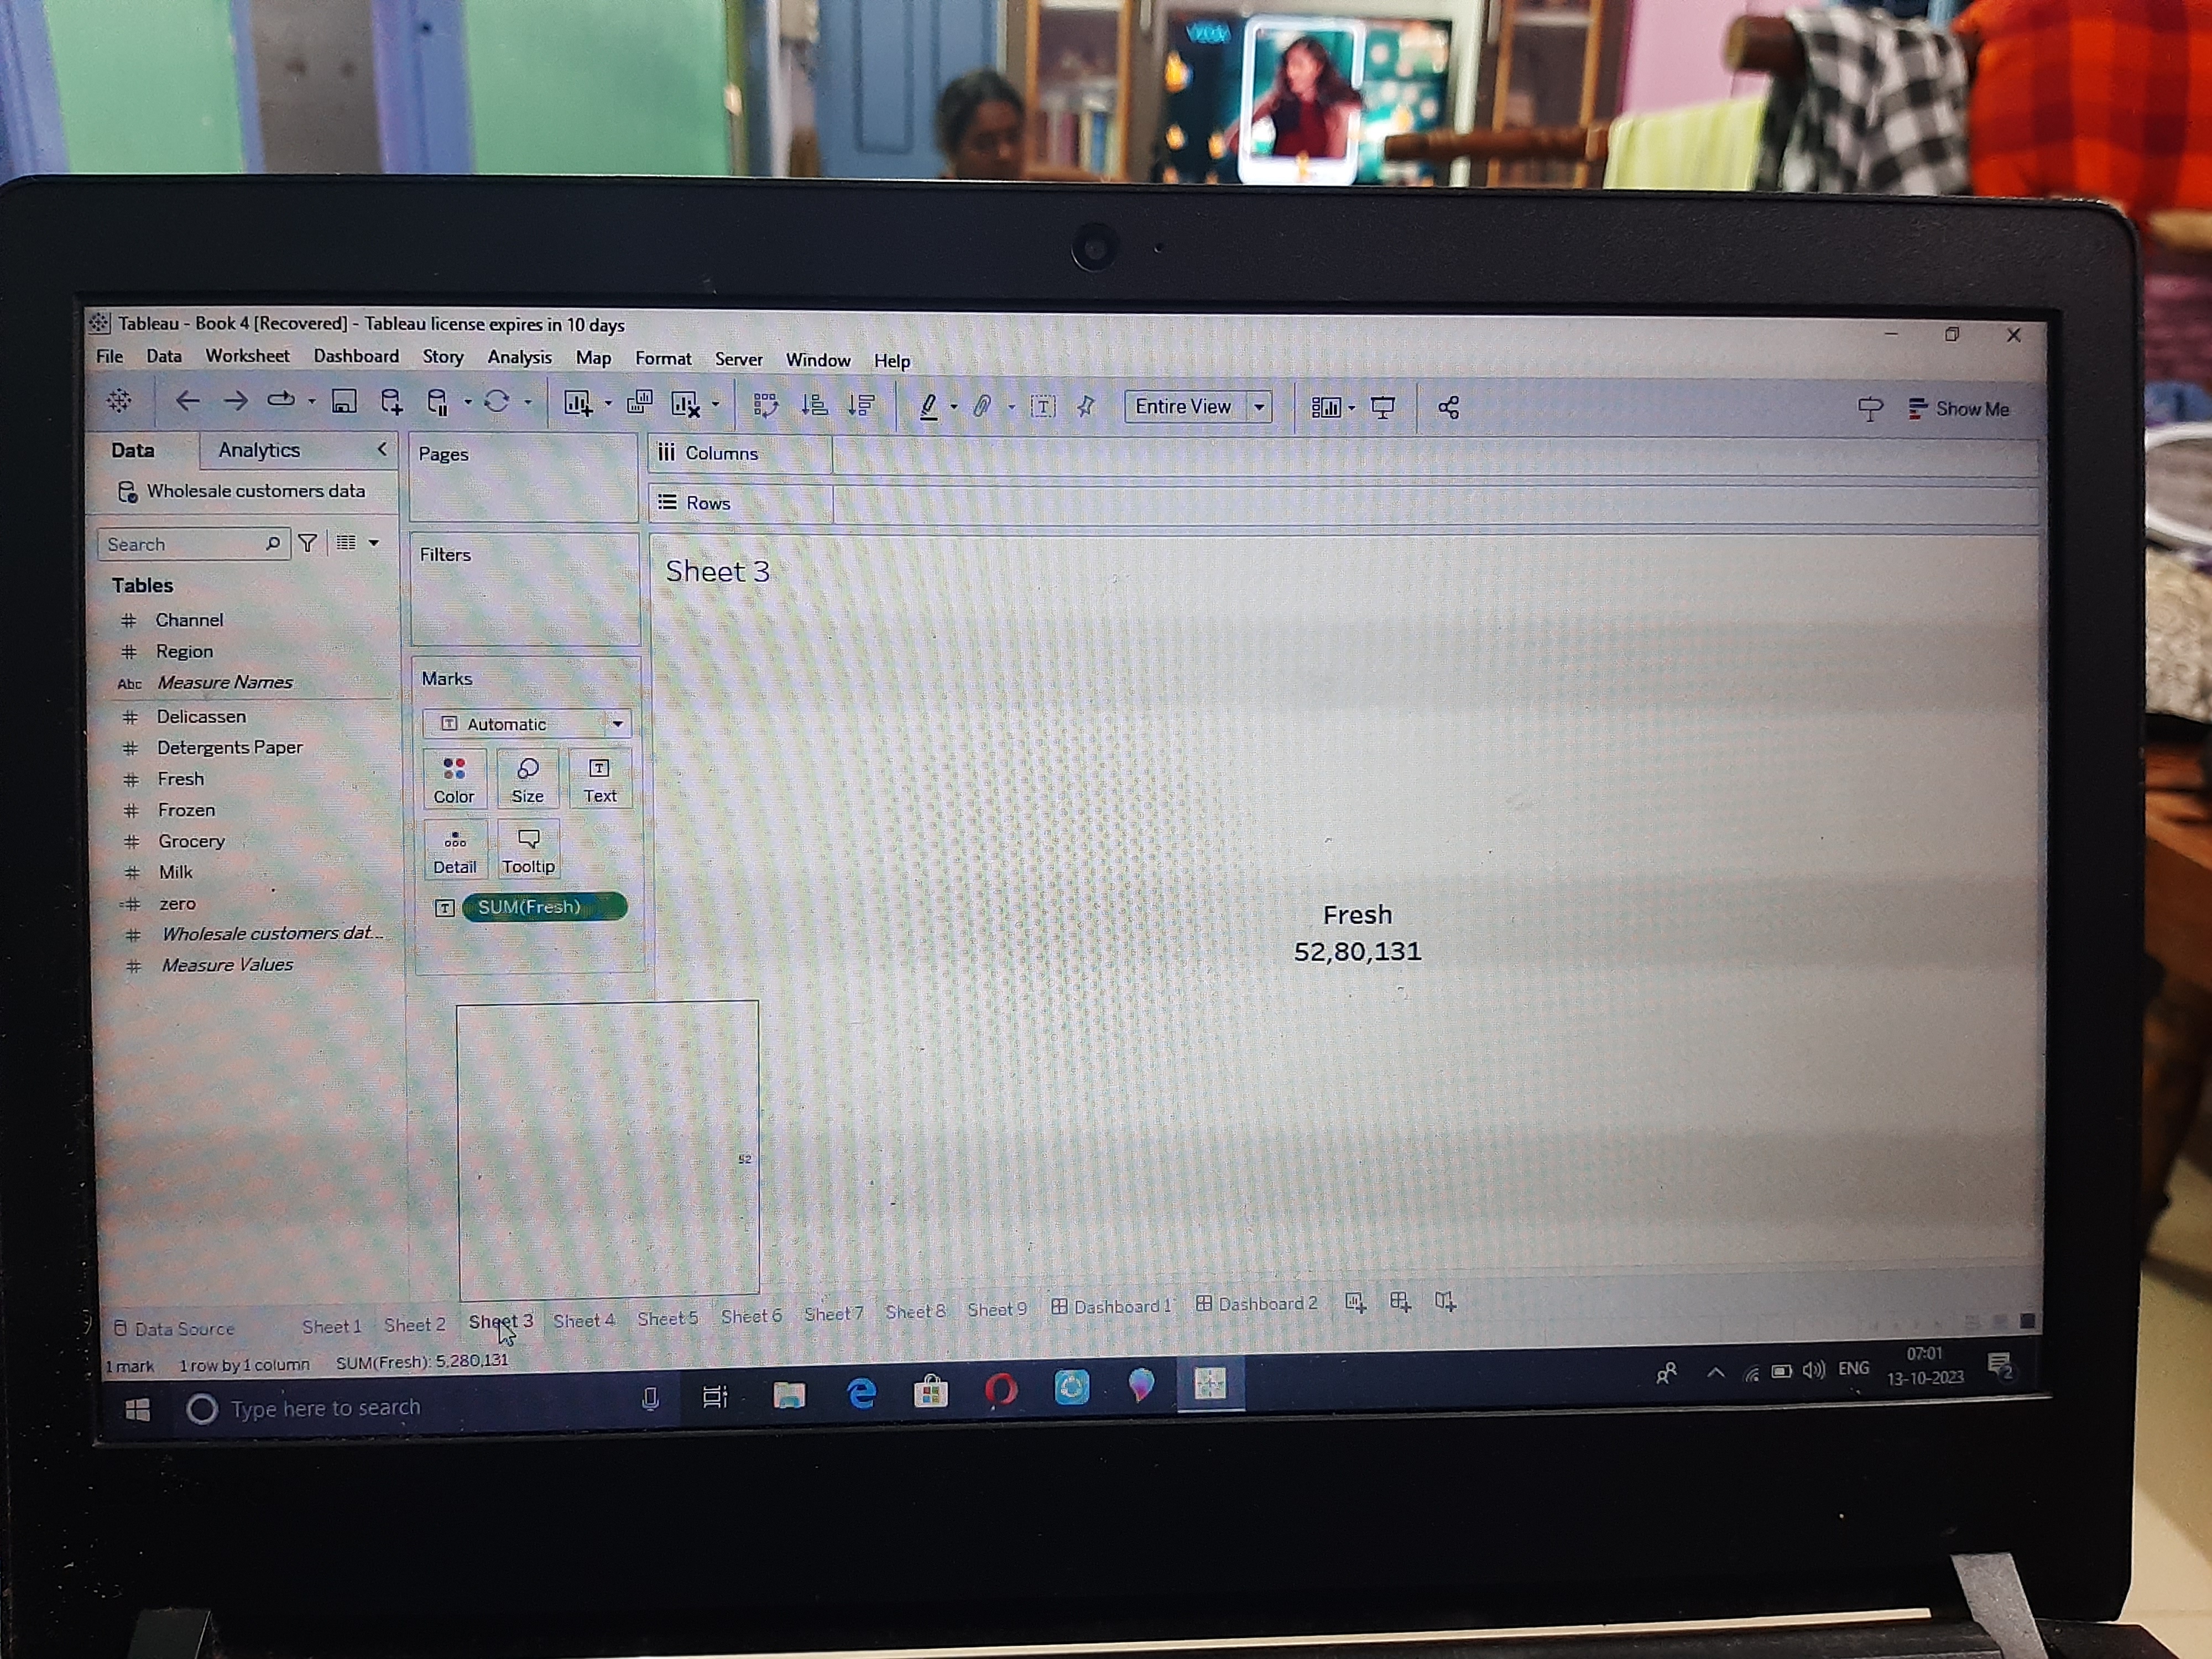 Tableau - Book 4 [Recovered] - Tableau license expires in 10 days
File Data Worksheet Dashboard Story Analysis Map Format Server Window Help
Entire View
Show Me
Data Analytics
Pages
Columns
Wholesale customers data
Rows
Search
Filters
Sheet 3
Tables
Channel
Region
Abc Measure Names
Marks
Delicassen
T Automatic
Detergents Paper
Fresh
Color Size Text
Frozen
Grocery
Detail Tooltip
Milk
zero
T SUM(Fresh)
Fresh
52,80,131
Wholesale customers dat...
Measure Values
52
Data Source Sheet 1 Sheet 2 Sheet 3 Sheet 4 Sheet 5 Sheet 6 Sheet 7 Sheet 8 Sheet 9 Dashboard 1 Dashboard 2
1 mark 1 row by 1 column SUM(Fresh): 5,280,131
Type here to search
ENG
07:01
13-10-2023
2